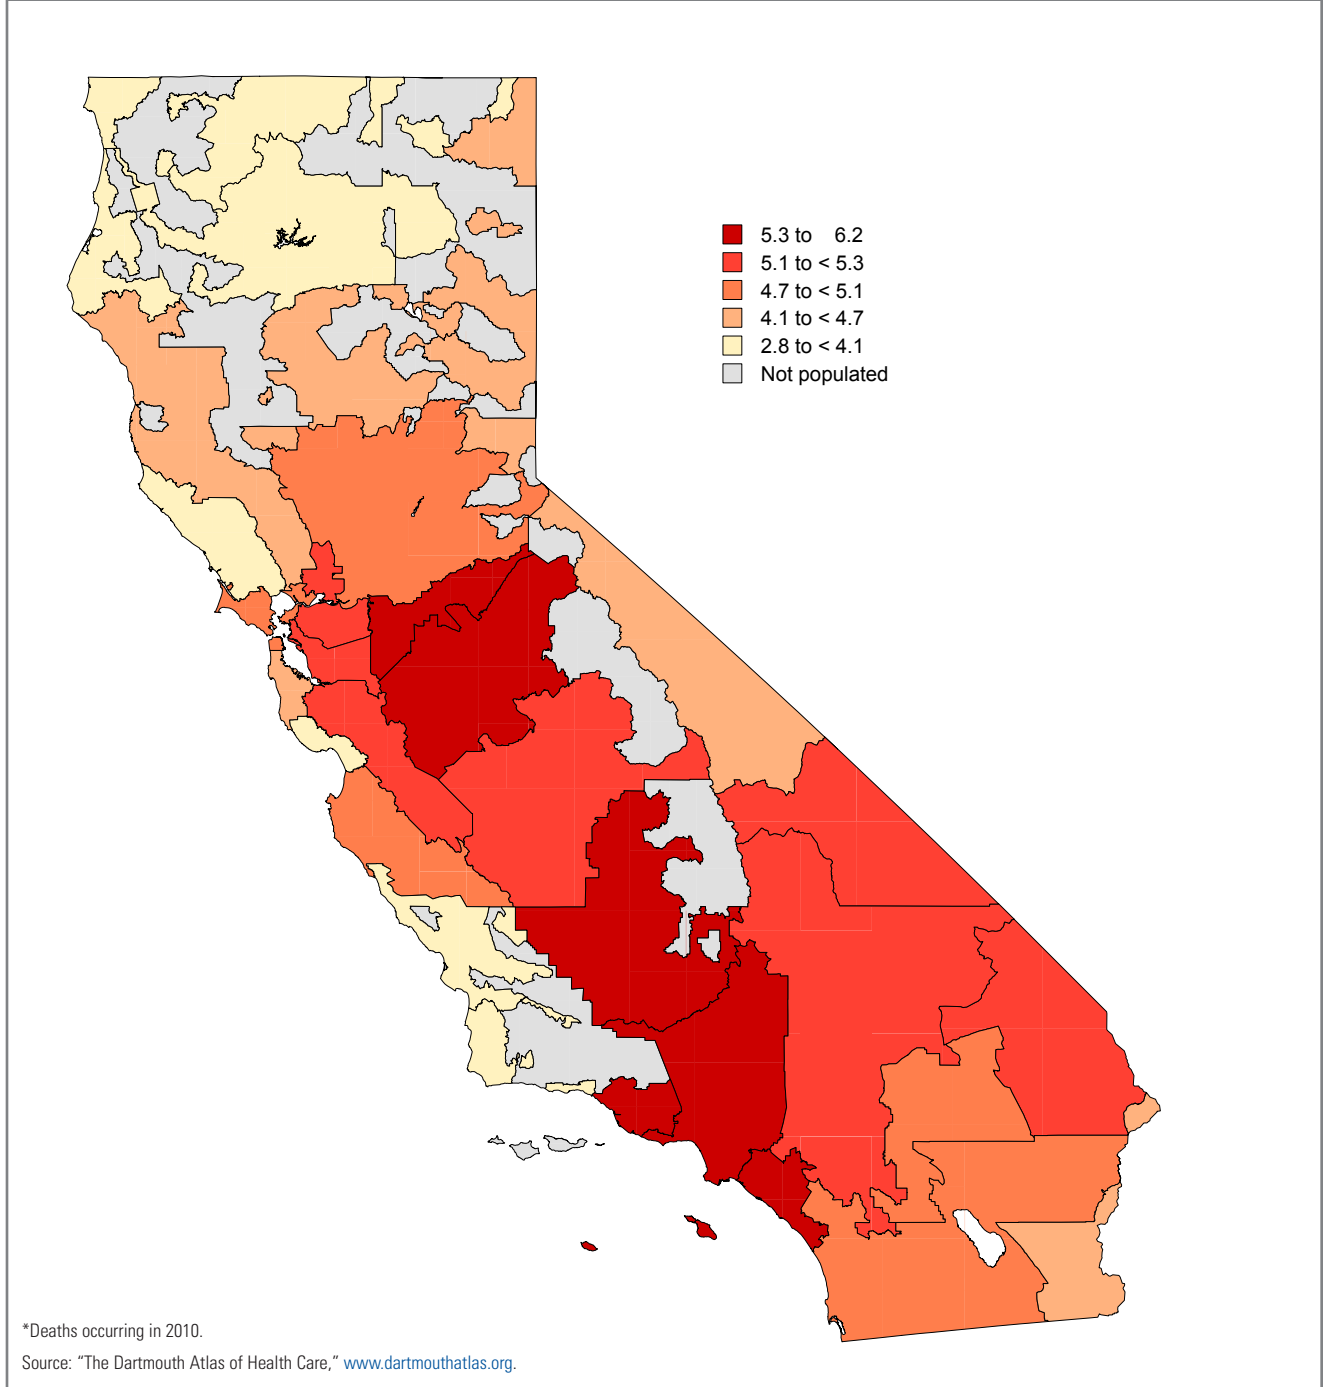 5.3 to 6.2
5.1 to < 5.3
4.7 to < 5.1
4.1 to < 4.7
2.8 to < 4.1
Not populated
*Deaths occurring in 2010.
Source: “The Dartmouth Atlas of Health Care,” www.dartmouthatlas.org.